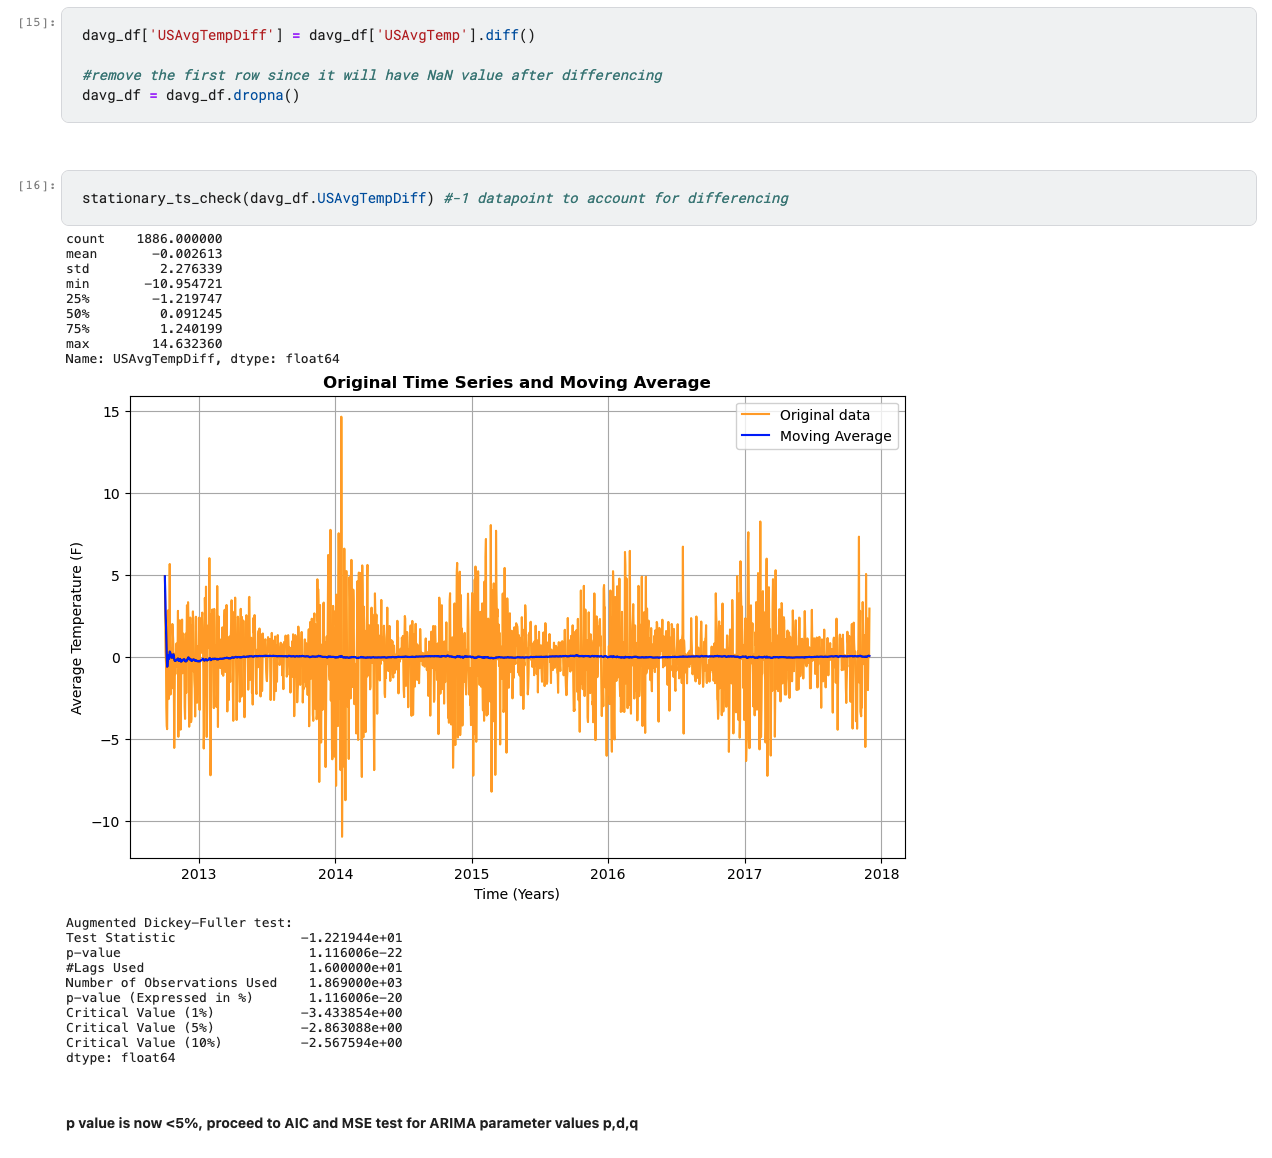 [15]:
davg_df['USAvgTempDiff'] = davg_df['USAvgTemp'].diff()
#remove the first row since it will have NaN value after differencing
davg_df = davg_df.dropna()
[16]:
stationary_ts_check(davg_df.USAvgTempDiff) #-1 datapoint to account for differencing
count 1886.000000
mean -0.002613
std 2.276339
min -10.954721
25% -1.219747
50% 0.091245
75% 1.240199
max 14.632360
Name: USAvgTempDiff, dtype: float64
Original Time Series and Moving Average
Original data
Moving Average
15
10
5
0
−5
−10
Average Temperature (F)
2013 2014 2015 2016 2017 2018
Time (Years)
Augmented Dickey-Fuller test:
Test Statistic -1.221944e+01
p-value 1.116006e-22
#Lags Used 1.600000e+01
Number of Observations Used 1.869000e+03
p-value (Expressed in %) 1.116006e-20
Critical Value (1%) -3.433854e+00
Critical Value (5%) -2.863088e+00
Critical Value (10%) -2.567594e+00
dtype: float64
p value is now <5%, proceed to AIC and MSE test for ARIMA parameter values p,d,q